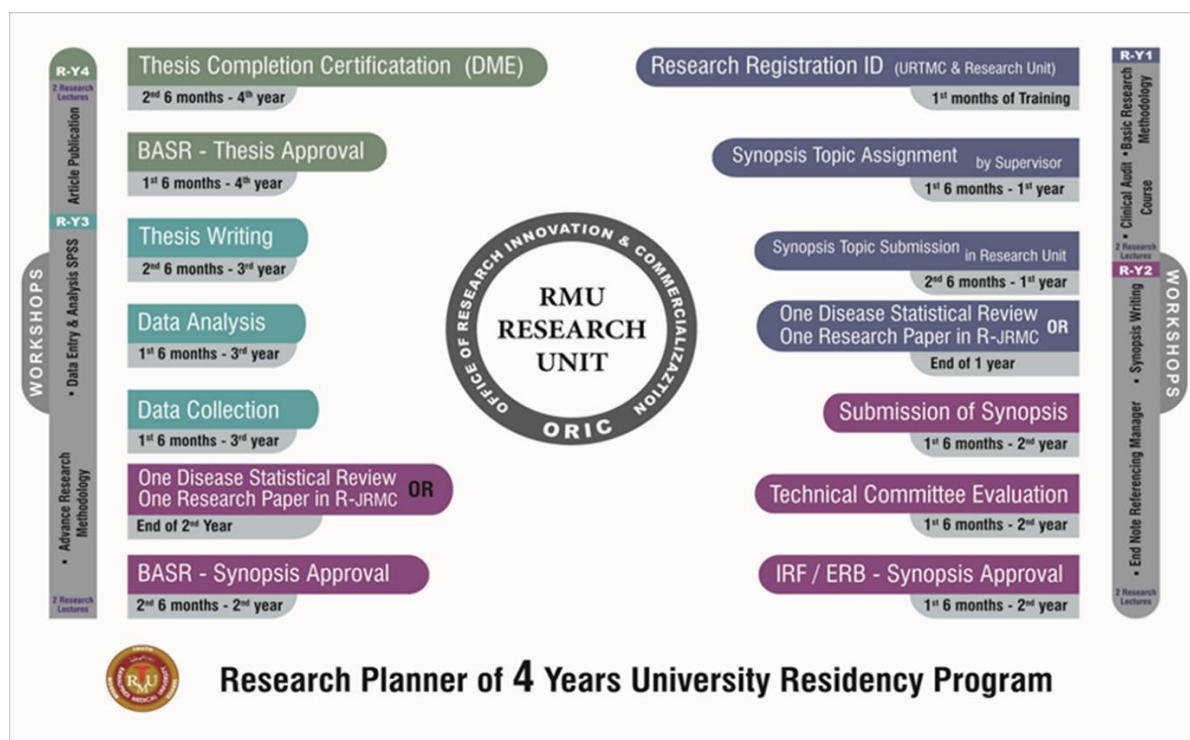 R-Y4
2 Research
Lectures
Article Publication
R-Y3
• Data Entry & Analysis SPSS
• Advance Research
Methodology
2 Research
Lectures
WORKSHOPS
Thesis Completion Certificatation (DME)
2nd 6 months - 4th year
BASR - Thesis Approval
1st 6 months - 4th year
Thesis Writing
2nd 6 months - 3rd year
Data Analysis
1st 6 months - 3rd year
Data Collection
1st 6 months - 3rd year
One Disease Statistical Review
One Research Paper in R-JRMC OR
End of 2nd Year
BASR - Synopsis Approval
2nd 6 months - 2nd year
OFFICE OF RESEARCH INNOVATION & COMMERCIALIZAZTION
RMU
RESEARCH
UNIT
ORIC
Research Registration ID (URTMC & Research Unit)
1st months of Training
Synopsis Topic Assignment by Supervisor
1st 6 months - 1st year
Synopsis Topic Submission in Research Unit
2nd 6 months - 1st year
One Disease Statistical Review
One Research Paper in R-JRMC OR
End of 1 year
Submission of Synopsis
1st 6 months - 2nd year
Technical Committee Evaluation
1st 6 months - 2nd year
IRF / ERB - Synopsis Approval
1st 6 months - 2nd year
R-Y1
• Basic Research
Methodology
• Clinical Audit
Course
2 Research
Lectures
R-Y2
• Synopsis Writing
• End Note Referencing Manager
2 Research
Lectures
WORKSHOPS
RMU
Research Planner of 4 Years University Residency Program